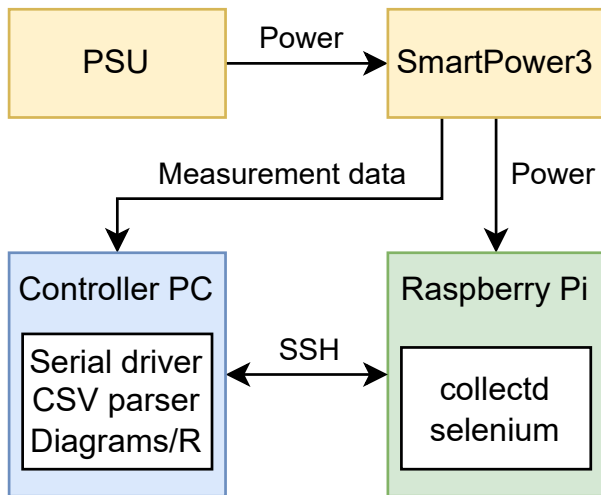 PSU
Power
SmartPower3
Measurement data
Power
Controller PC
Serial driver
CSV parser
Diagrams/R
SSH
Raspberry Pi
collectd
selenium